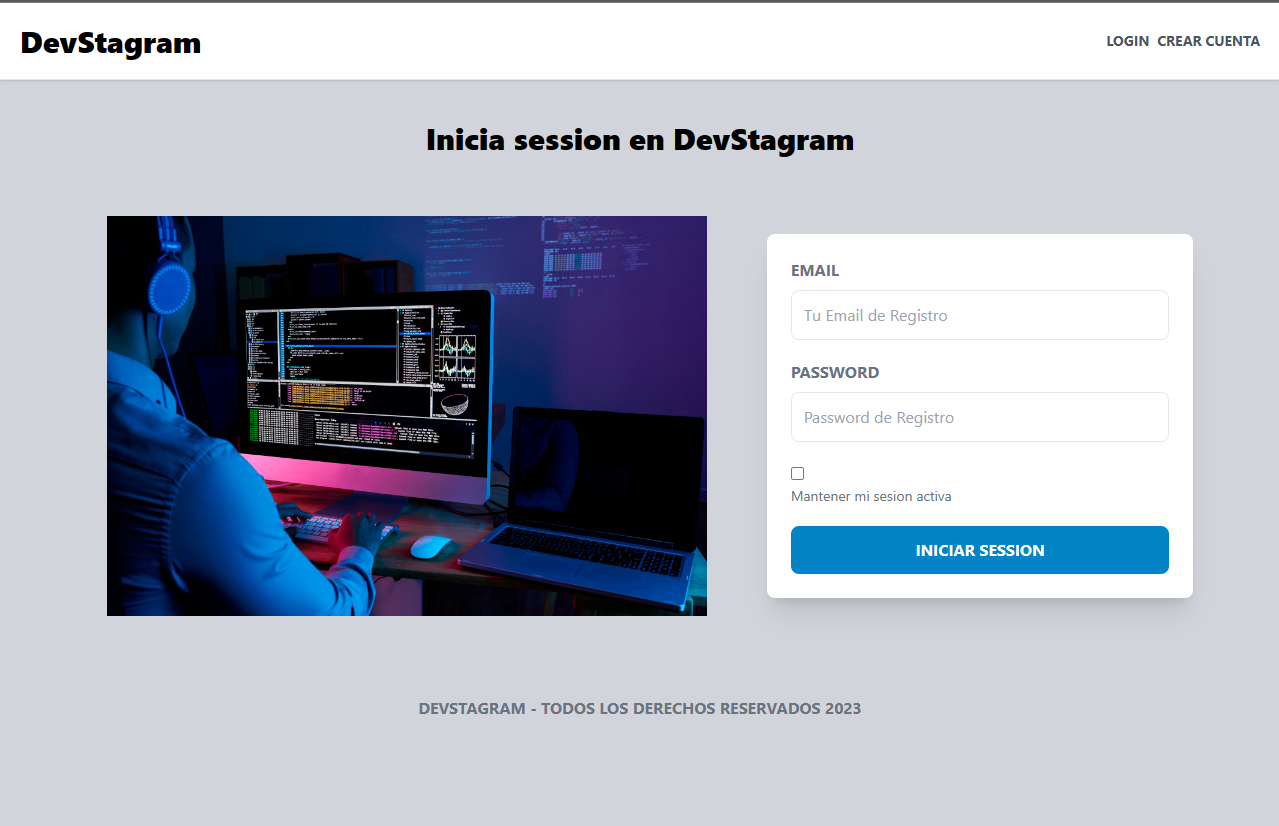 DevStagram
LOGIN CREAR CUENTA
Inicia session en DevStagram
EMAIL
Tu Email de Registro
PASSWORD
Password de Registro
Mantener mi sesion activa
INICIAR SESSION
DEVSTAGRAM - TODOS LOS DERECHOS RESERVADOS 2023